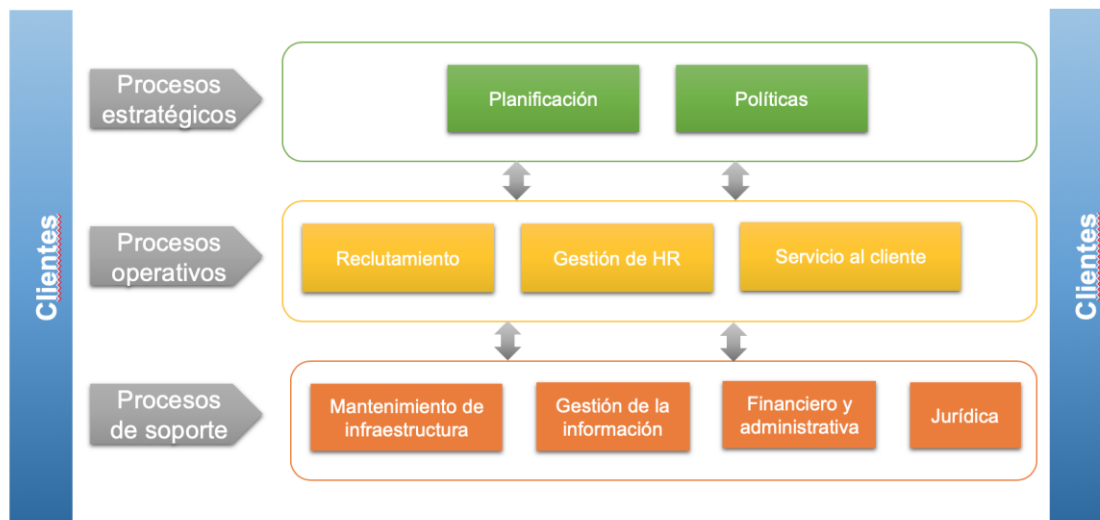 Clientes
Procesos
estratégicos
Planificación
Políticas
Procesos
operativos
Reclutamiento
Gestión de HR
Servicio al cliente
Procesos
de soporte
Mantenimiento de
infraestructura
Gestión de la
información
Financiero y
administrativa
Jurídica
Clientes